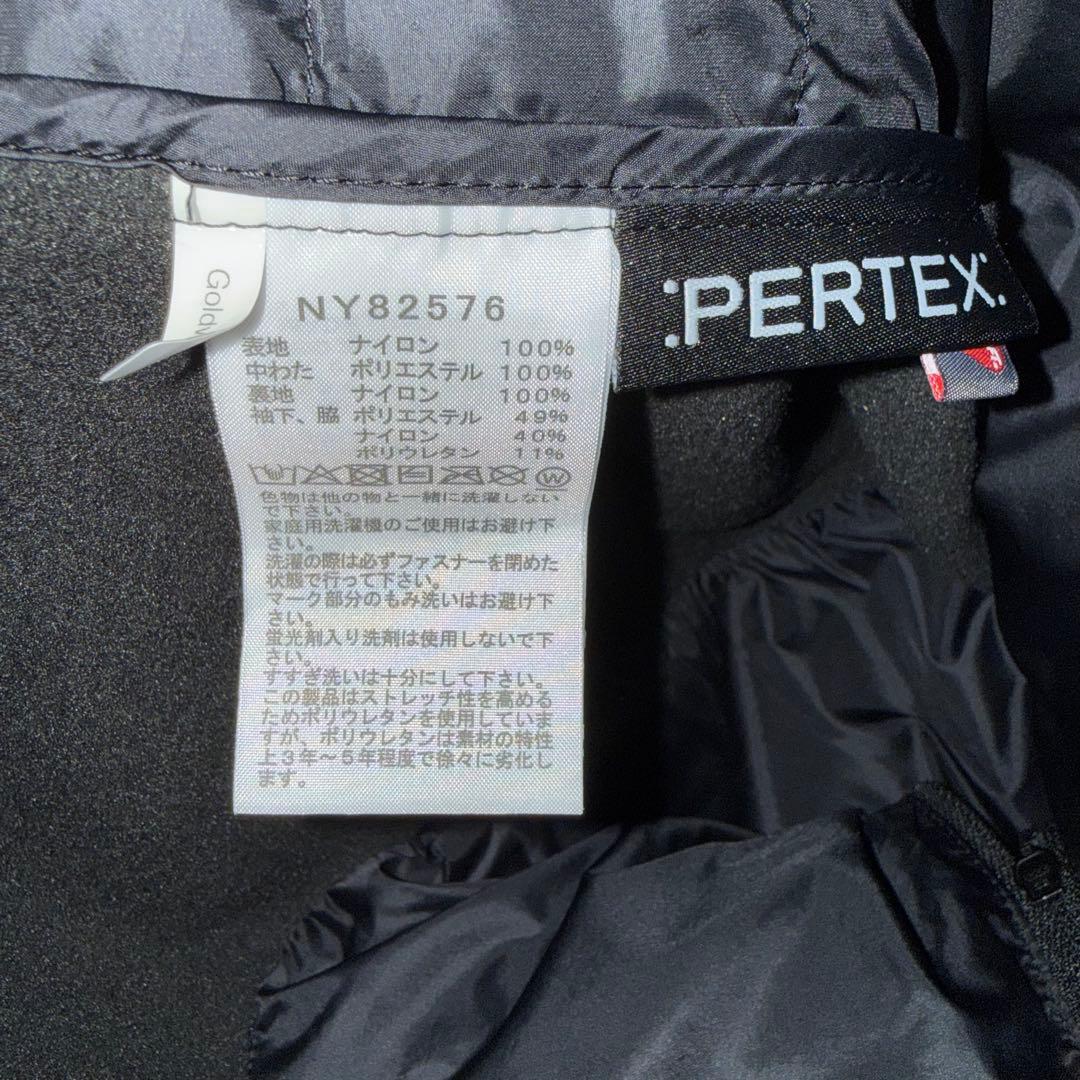 Goldw
NY82576
表地 ナイロン 100%
中わた ポリエステル 100%
裏地 ナイロン 100%
袖下、脇 ポリエステル 49%
ナイロン 40%
ポリウレタン 11%
色物は他の物と一緒に洗濯しない
で下さい。
家庭用洗濯機のご使用はお避け下
さい。
洗濯の際は必ずファスナーを閉めた
状態で行って下さい。
マーク部分のもみ洗いはお避け下
さい。
蛍光剤入り洗剤は使用しないで下
さい。
すすぎ洗いは十分にして下さい。
この製品はストレッチ性を高める
ためポリウレタンを使用していま
すが、ポリウレタンは素材の特性
上3年～5年程度で徐々に劣化し
ます。
:PERTEX: